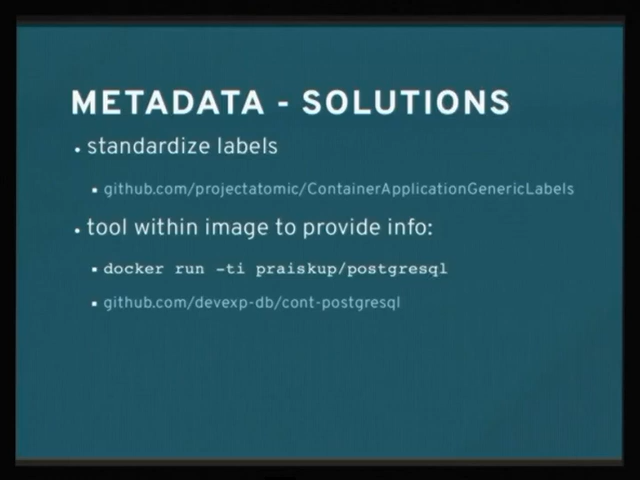 METADATA - SOLUTIONS
standardize labels
github.com/projectatomic/ContainerApplicationGenericLabels
tool within image to provide info:
docker run -ti praiskup/postgresql
github.com/devexp-db/cont-postgresql